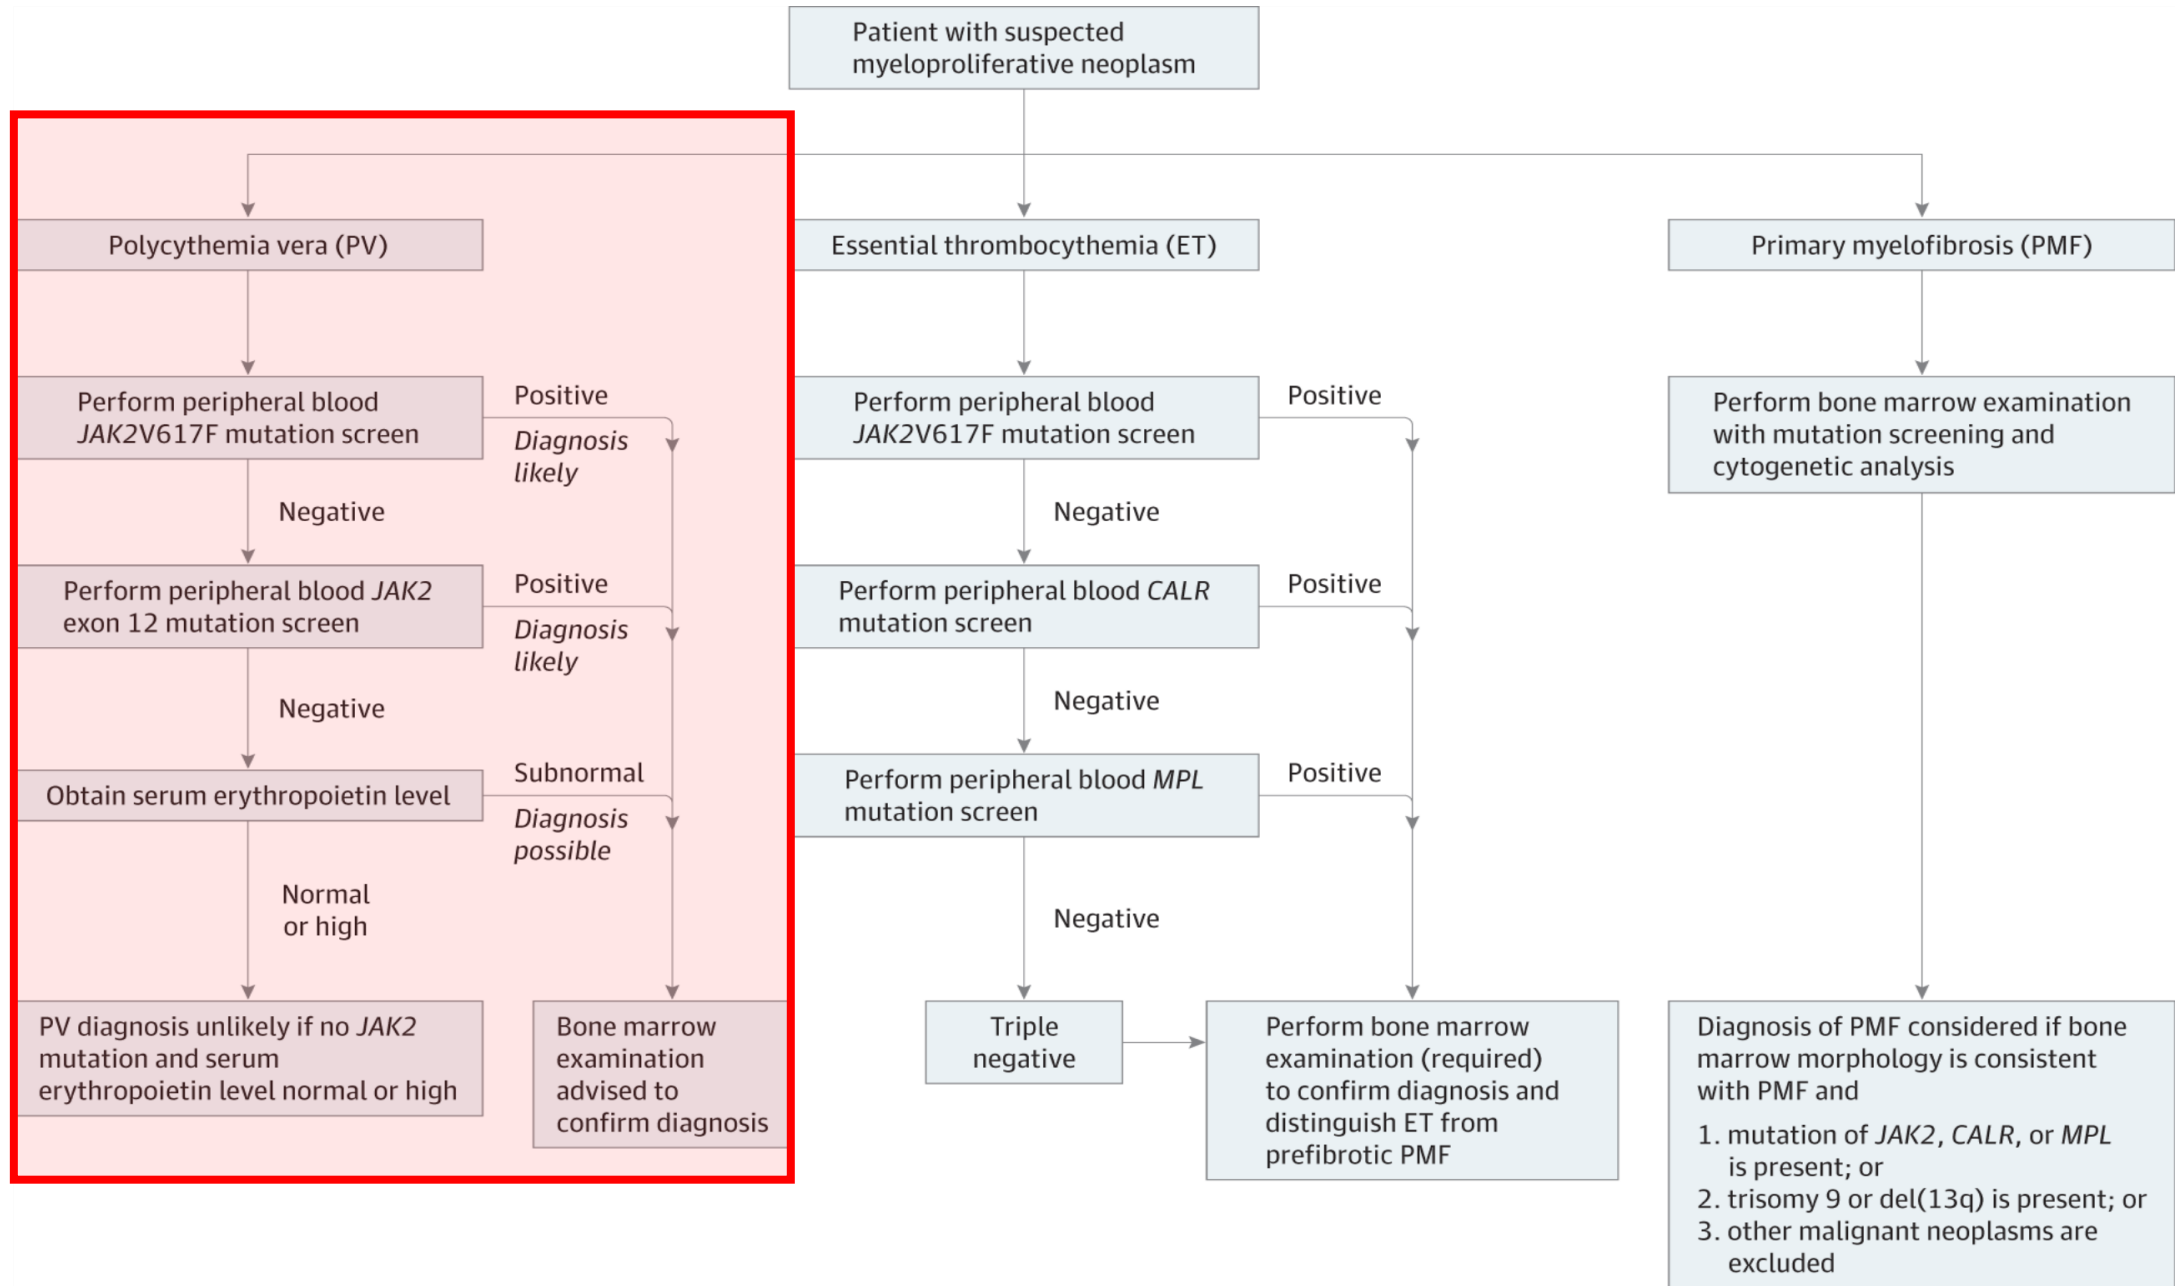 Patient with suspected
myeloproliferative neoplasm
Polycythemia vera (PV)
Perform peripheral blood
JAK2V617F mutation screen
Positive
Diagnosis
likely
Negative
Perform peripheral blood JAK2
exon 12 mutation screen
Positive
Diagnosis
likely
Negative
Obtain serum erythropoietin level
Subnormal
Diagnosis
possible
Normal
or high
PV diagnosis unlikely if no JAK2
mutation and serum
erythropoietin level normal or high
Bone marrow
examination
advised to
confirm diagnosis
Essential thrombocythemia (ET)
Perform peripheral blood
JAK2V617F mutation screen
Positive
Negative
Perform peripheral blood CALR
mutation screen
Positive
Negative
Perform peripheral blood MPL
mutation screen
Positive
Negative
Triple
negative
Perform bone marrow
examination (required)
to confirm diagnosis and
distinguish ET from
prefibrotic PMF
Primary myelofibrosis (PMF)
Perform bone marrow examination
with mutation screening and
cytogenetic analysis
Diagnosis of PMF considered if bone
marrow morphology is consistent
with PMF and
1. mutation of JAK2, CALR, or MPL
is present; or
2. trisomy 9 or del(13q) is present; or
3. other malignant neoplasms are
excluded